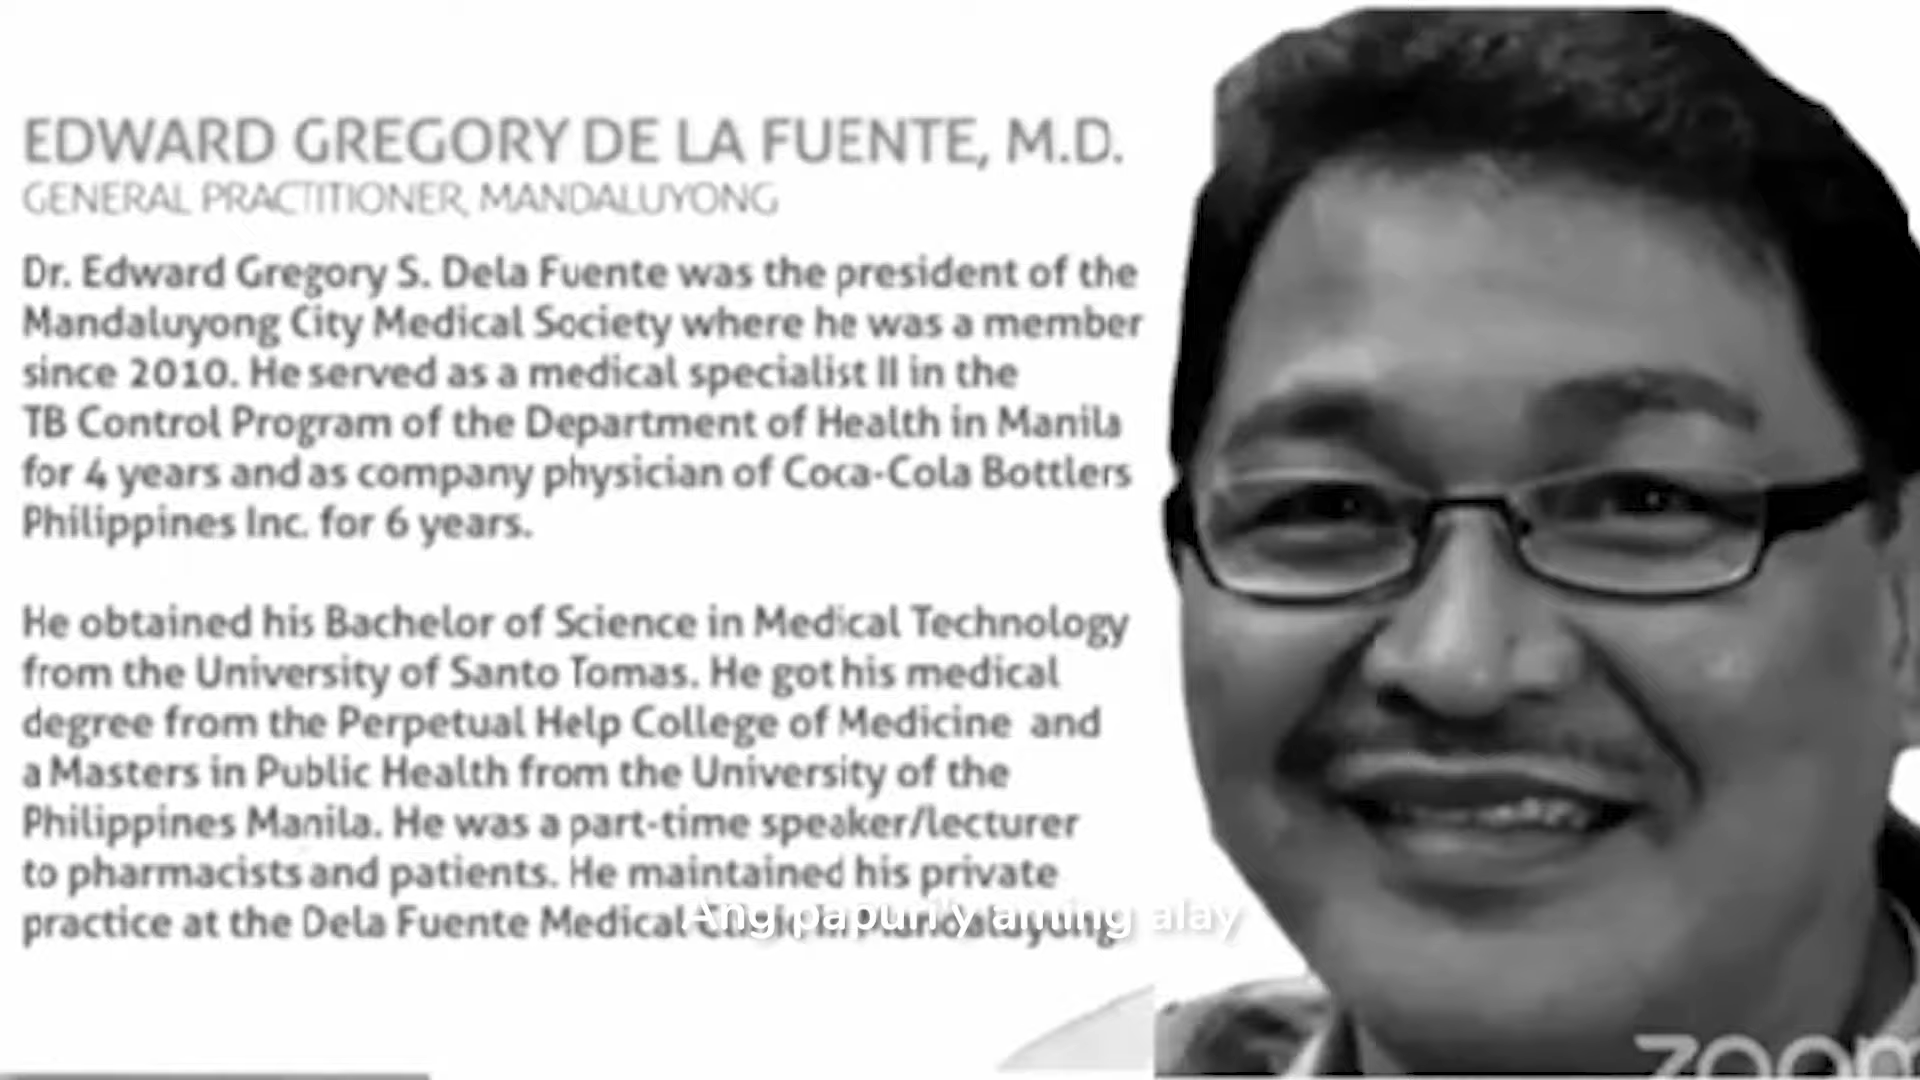 EDWARD GREGORY DE LA FUENTE, M.D.
GENERAL PRACTITIONER, MANDALUYONG
Dr. Edward Gregory S. Dela Fuente was the president of the
Mandaluyong City Medical Society where he was a member
since 2010. He served as a medical specialist II in the
TB Control Program of the Department of Health in Manila
for 4 years and as company physician of Coca-Cola Bottlers
Philippines Inc. for 6 years.
He obtained his Bachelor of Science in Medical Technology
from the University of Santo Tomas. He got his medical
degree from the Perpetual Help College of Medicine and
a Masters in Public Health from the University of the
Philippines Manila. He was a part-time speaker/lecturer
to pharmacists and patients. He maintained his private
practice at the Dela Fuente Medical Clinic in Mandaluyong
Ang papuri'y aming alay
zoom